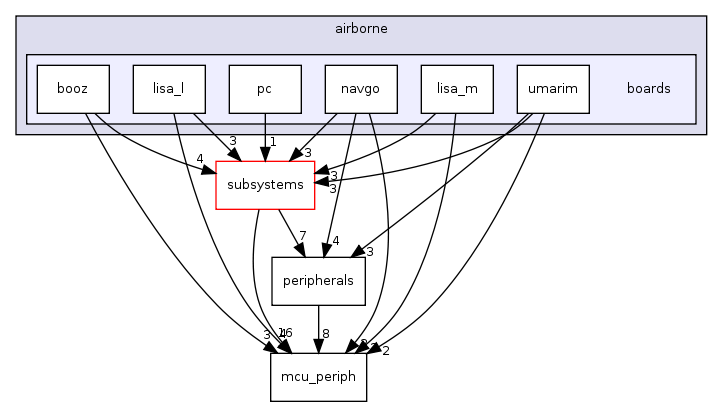 airborne
booz
lisa_l
pc
navgo
lisa_m
umarim
boards
3
1
3
4
3
3
subsystems
7
4
3
peripherals
3
16
8
2
mcu_periph